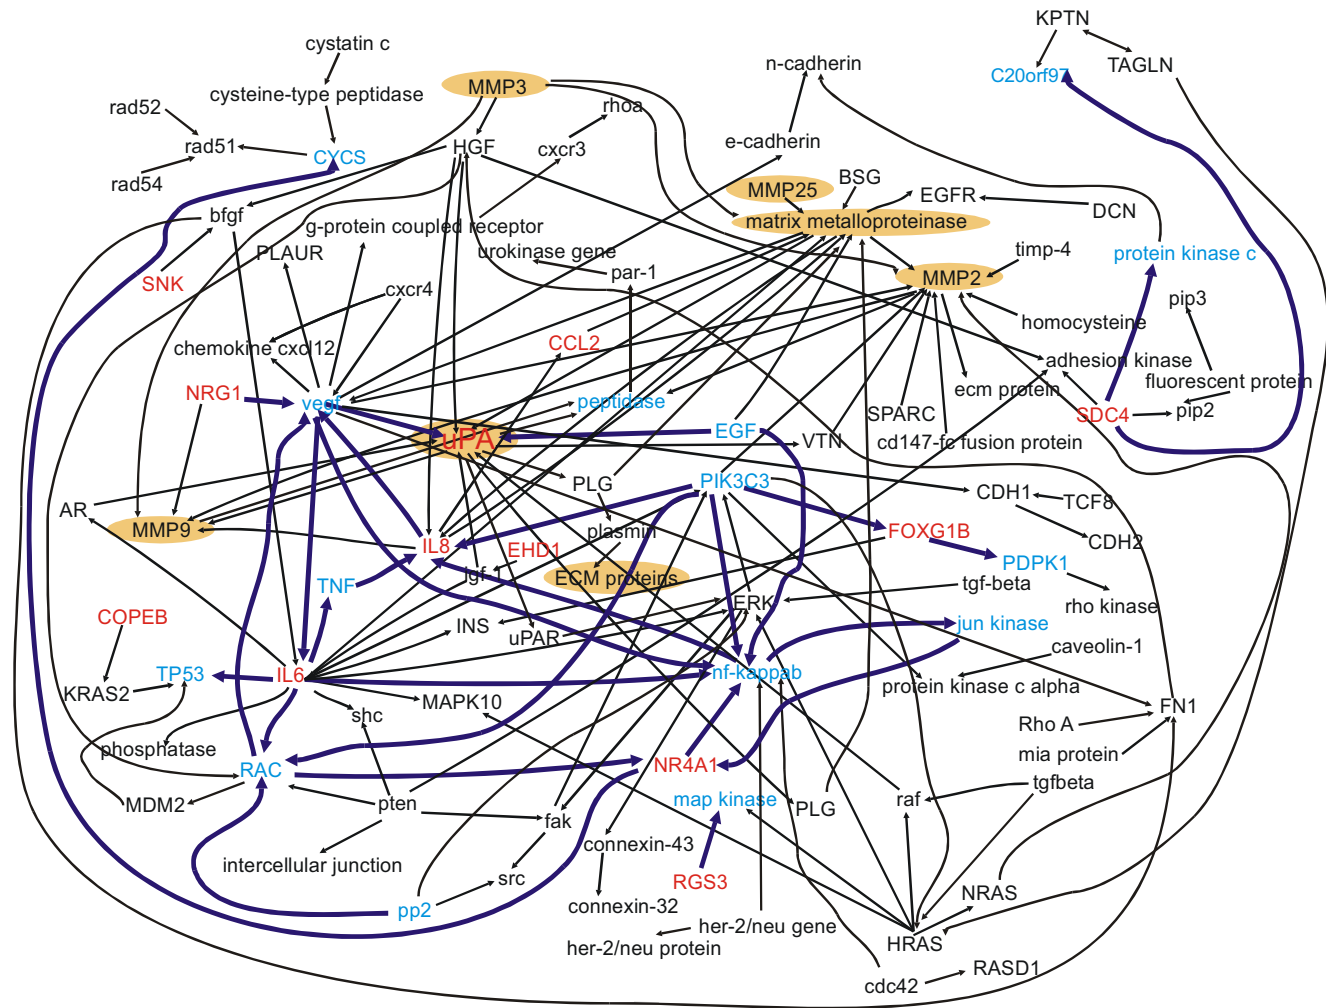 KPTN
cystatin c
n-cadherin
TAGLN
C20orf97
MMP3
cysteine-type peptidase
rhoa
rad52
rad51
HGF
cxcr3
e-cadherin
CYCS
BSG
rad54
MMP25
EGFR
DCN
bfgf
g-protein coupled receptor
matrix metalloproteinase
PLAUR
urokinase gene
timp-4
protein kinase c
par-1
MMP2
SNK
cxcr4
pip3
homocysteine
chemokine cxcl12
CCL2
adhesion kinase
fluorescent protein
NRG1
vegf
peptidase
ecm protein
SPARC
SDC4
pip2
uPA
EGF
VTN
cd147-fc fusion protein
PLG
PIK3C3
CDH1
TCF8
AR
MMP9
plasmin
FOXG1B
CDH2
IL8
EHD1
igf-1
ECM proteins
PDPK1
TNF
tgf-beta
rho kinase
ERK
COPEB
INS
uPAR
jun kinase
caveolin-1
TP53
IL6
nf-kappab
protein kinase c alpha
KRAS2
MAPK10
FN1
shc
Rho A
phosphatase
mia protein
RAC
NR4A1
tgfbeta
MDM2
pten
map kinase
PLG
raf
fak
connexin-43
intercellular junction
src
RGS3
NRAS
pp2
connexin-32
her-2/neu gene
her-2/neu protein
HRAS
RASD1
cdc42